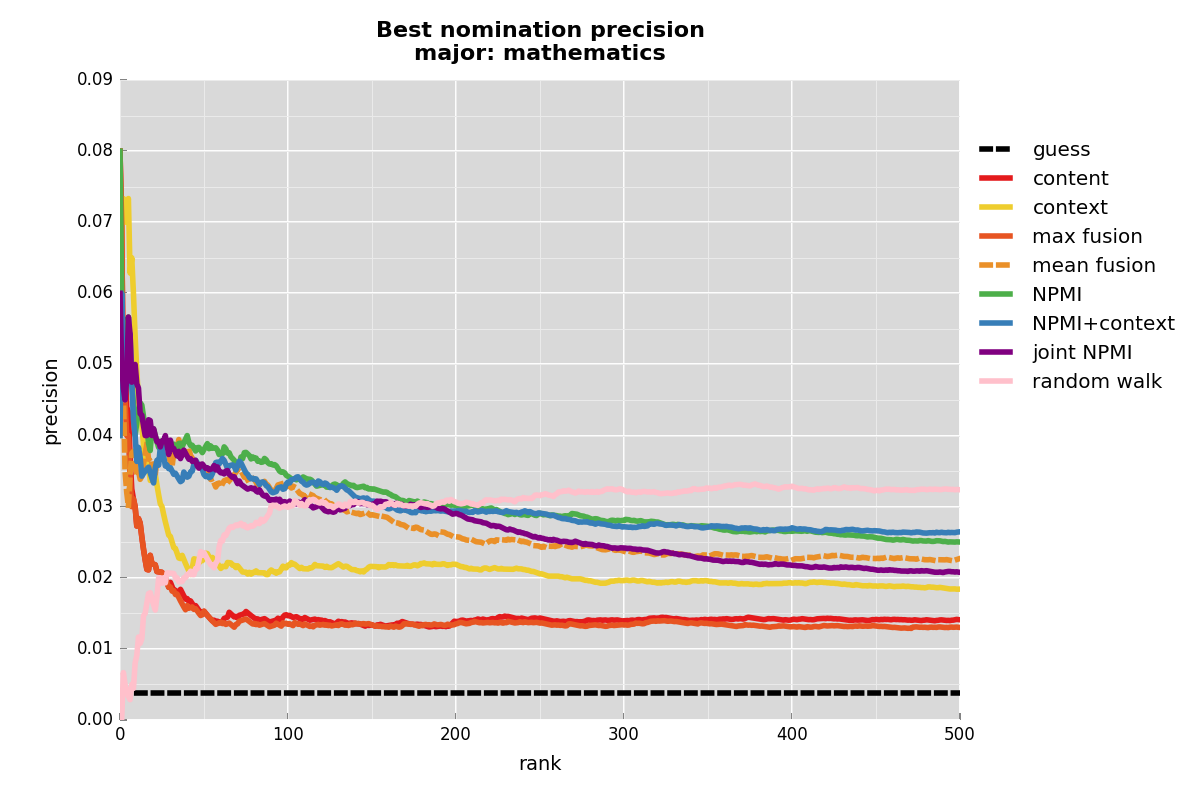 Best nomination precision
major: mathematics
precision
0.09
0.08
0.07
0.06
0.05
0.04
0.03
0.02
0.01
0.00
0 100 200 300 400 500
rank
guess
content
context
max fusion
mean fusion
NPMI
NPMI+context
joint NPMI
random walk